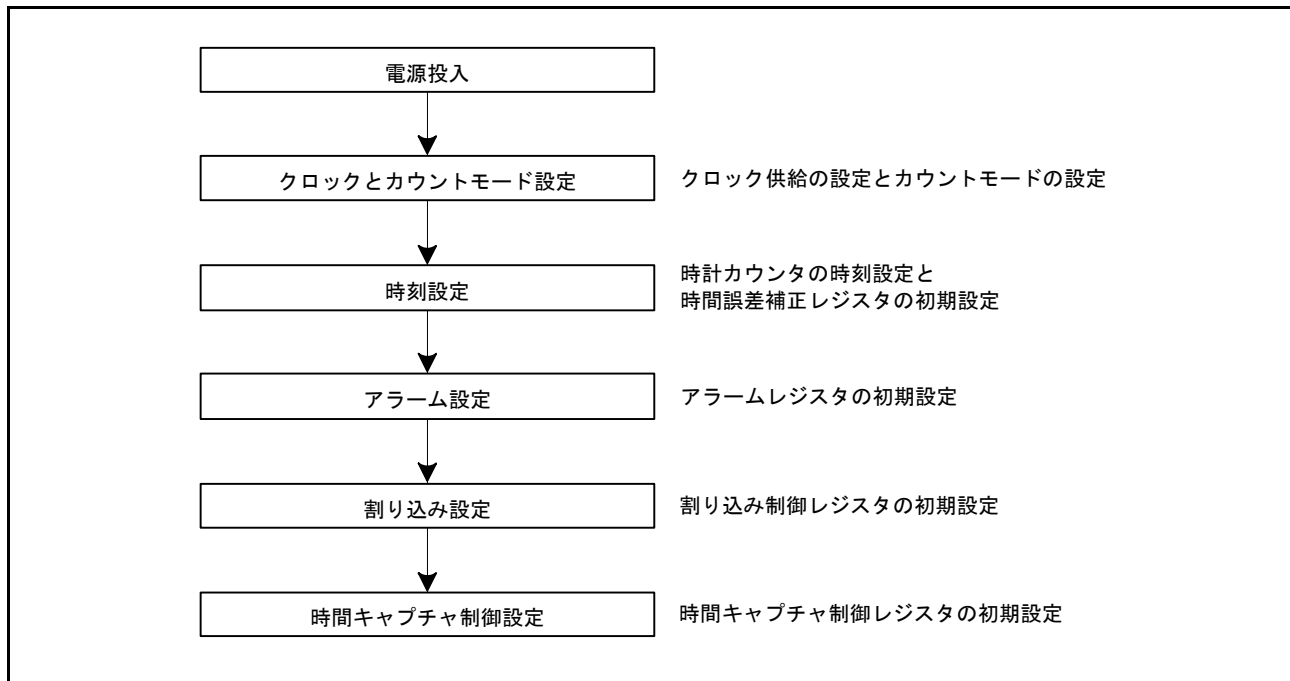 電源投入
クロックとカウントモード設定
クロック供給の設定とカウントモードの設定
時刻設定
時計カウンタの時刻設定と
時間誤差補正レジスタの初期設定
アラーム設定
アラームレジスタの初期設定
割り込み設定
割り込み制御レジスタの初期設定
時間キャプチャ制御設定
時間キャプチャ制御レジスタの初期設定